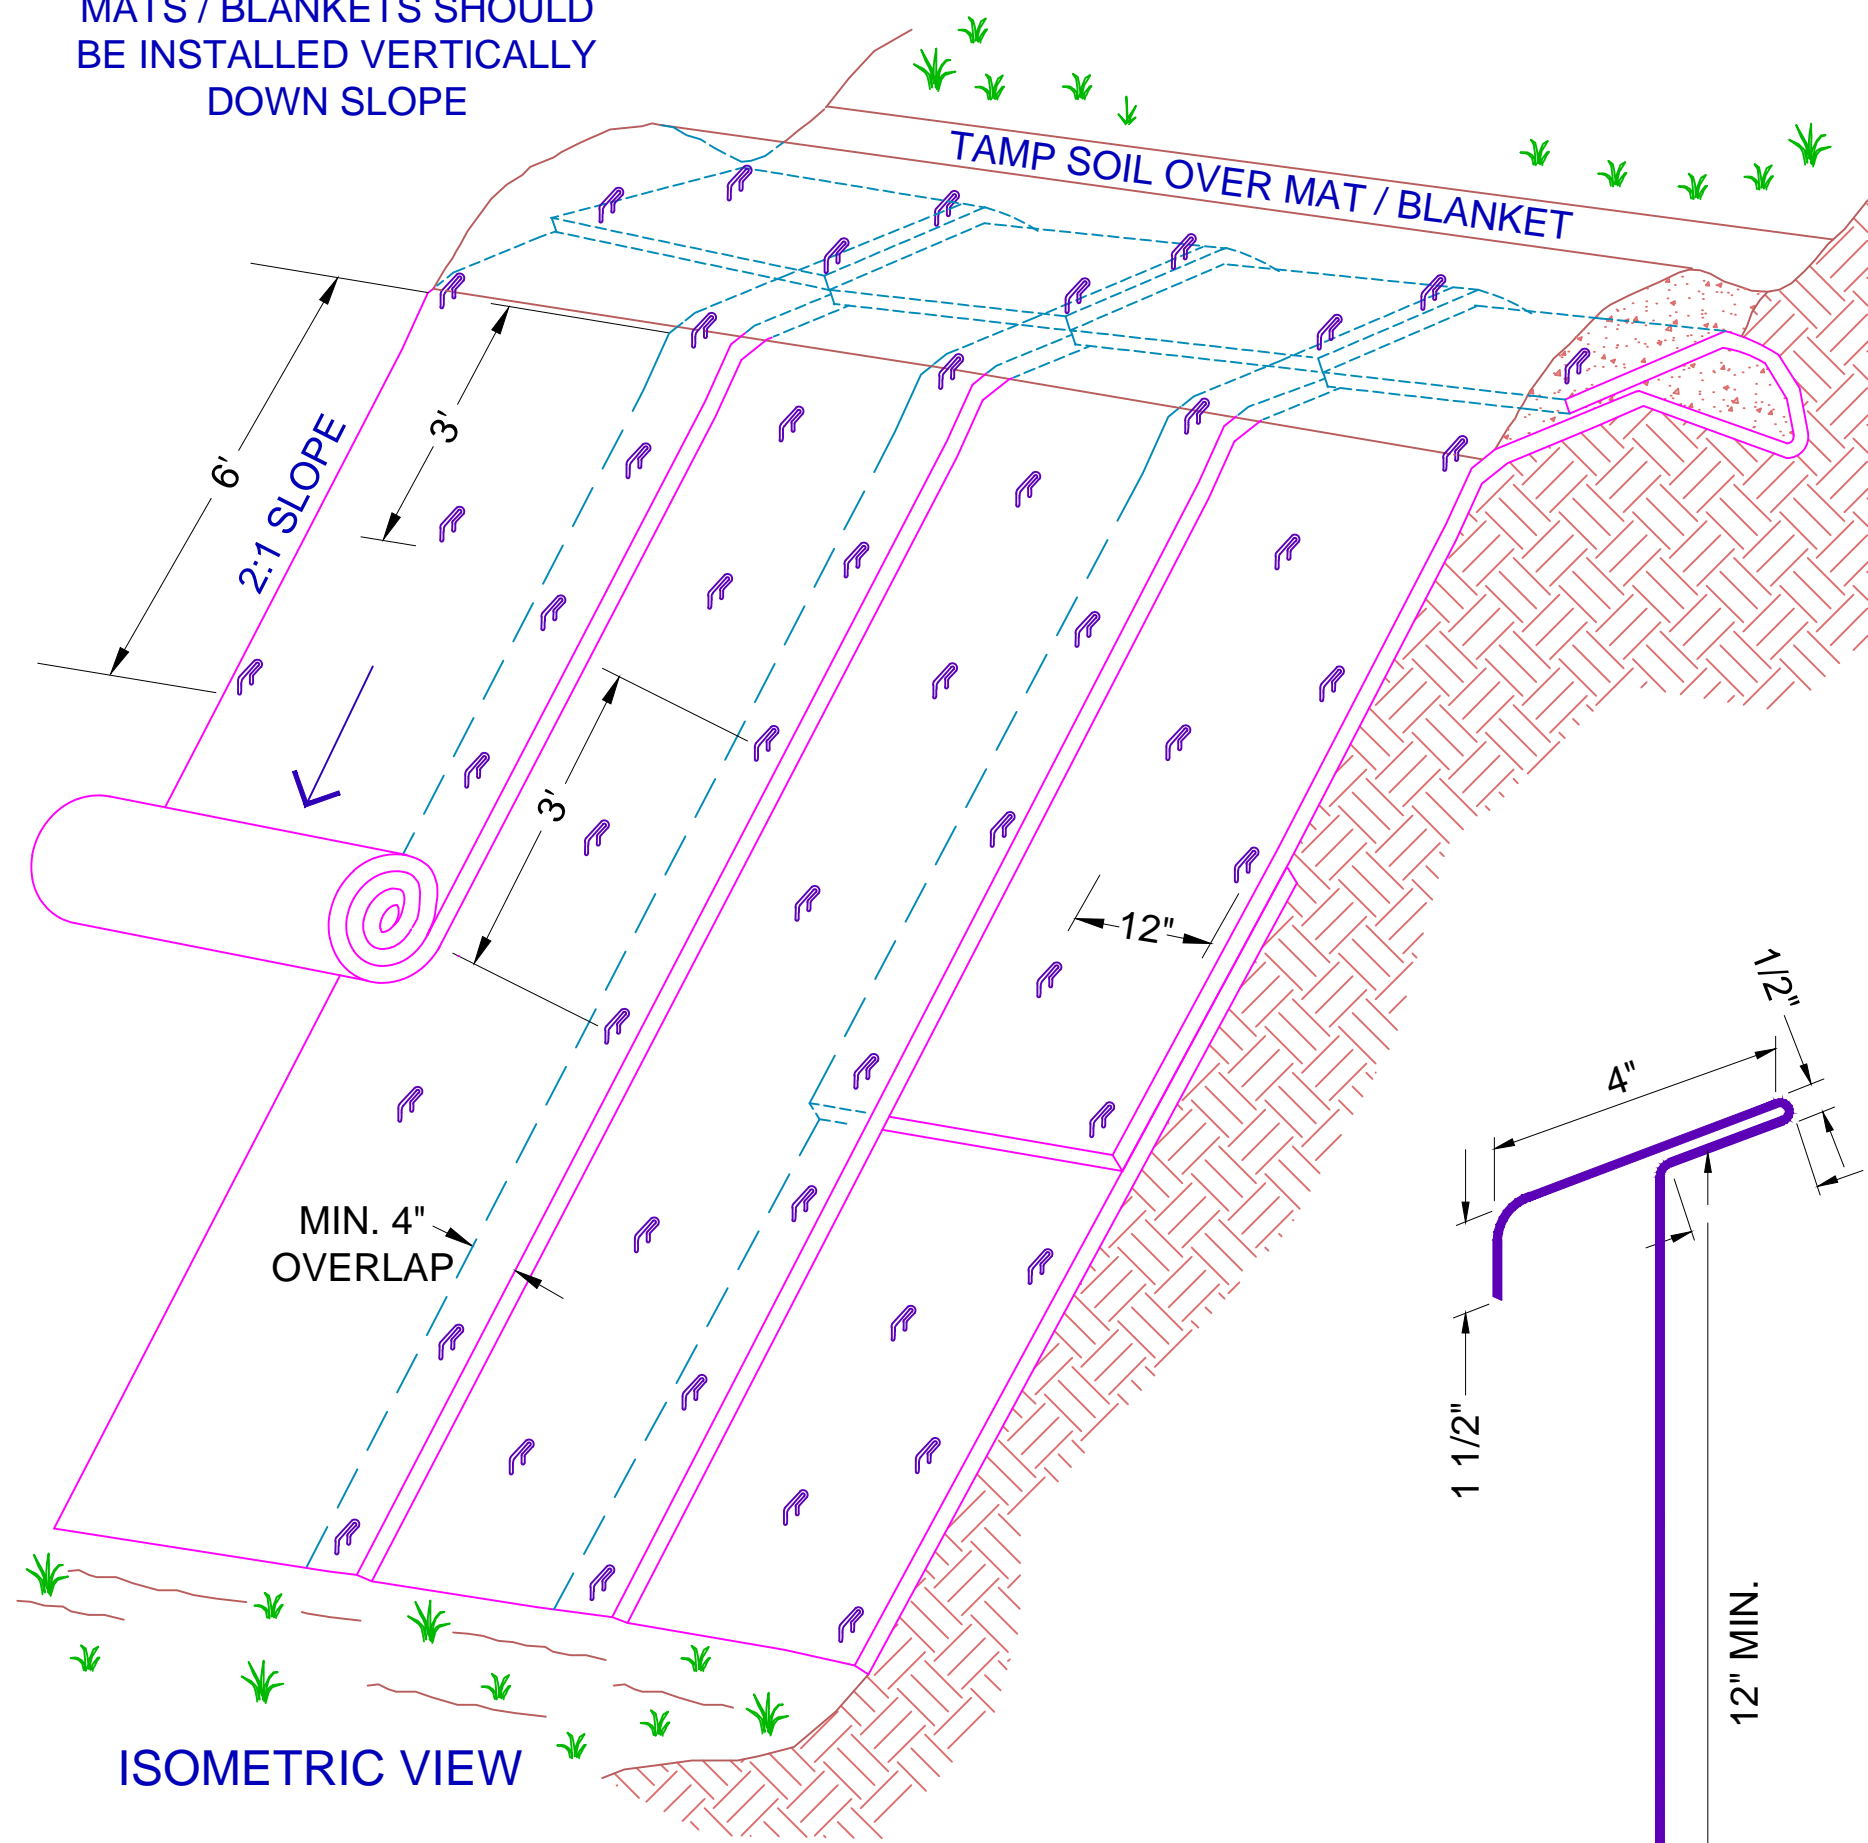 MATS / BLANKETS SHOULD
BE INSTALLED VERTICALLY
DOWN SLOPE
TAMP SOIL OVER MAT / BLANKET
6'
3'
2:1 SLOPE
3'
12"
1/2"
4"
MIN. 4"
OVERLAP
1 1/2"
12" MIN.
ISOMETRIC VIEW